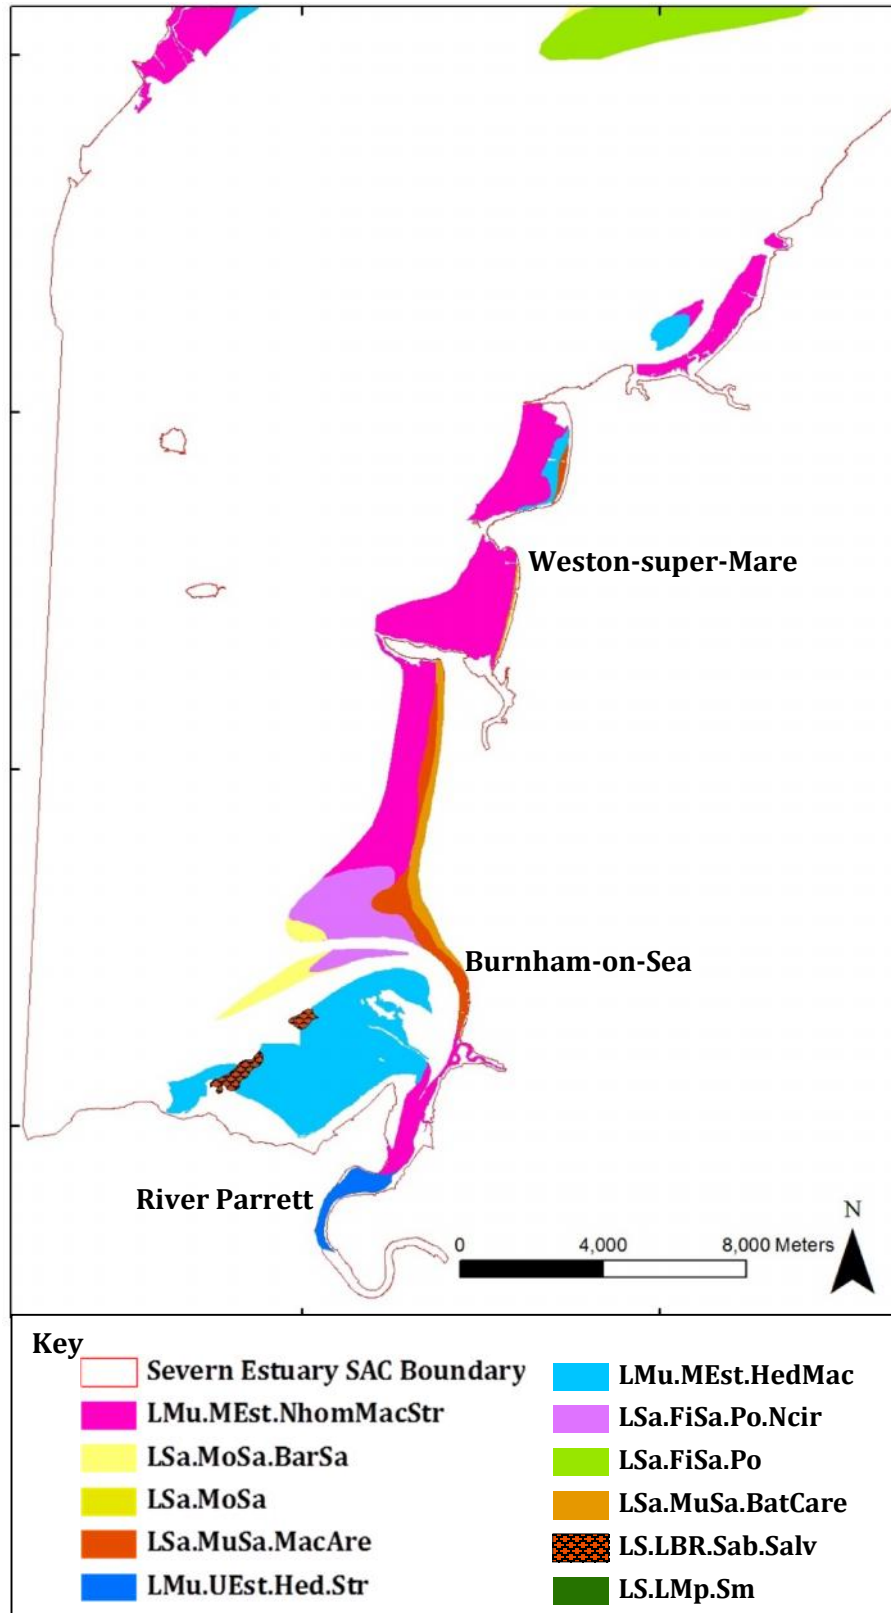 Weston-super-Mare
Burnham-on-Sea
River Parrett
N
0 4,000 8,000 Meters
Key
Severn Estuary SAC Boundary
LMu.MEst.NhomMacStr
LSa.MoSa.BarSa
LSa.MoSa
LSa.MuSa.MacAre
LMu.UEst.Hed.Str
LMu.MEst.HedMac
LSa.FiSa.Po.Ncir
LSa.FiSa.Po
LSa.MuSa.BatCare
LS.LBR.Sab.Salv
LS.LMp.Sm